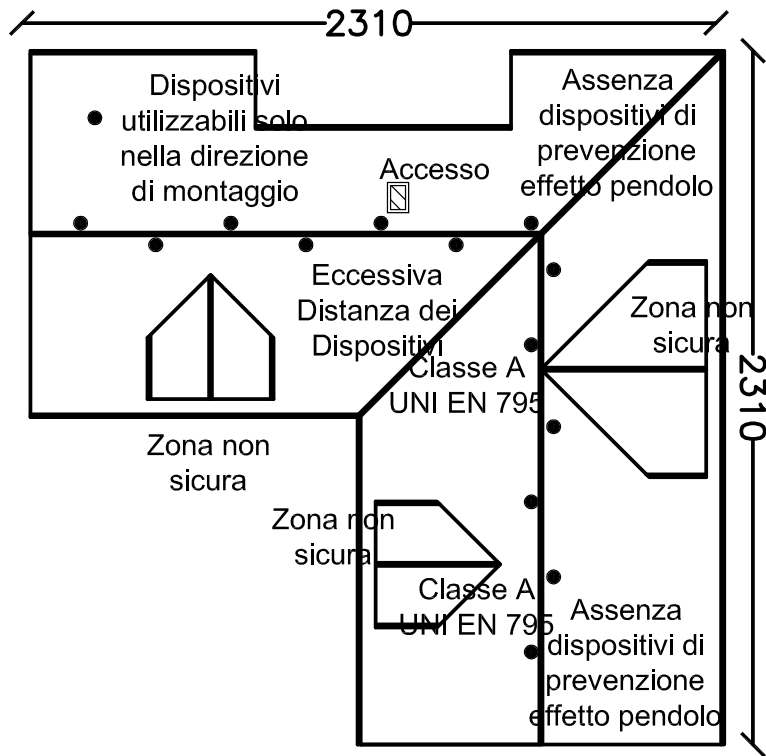 2310
Dispositivi
utilizzabili solo
nella direzione
di montaggio
Assenza
dispositivi di
prevenzione
effetto pendolo
Accesso
Eccessiva
Distanza dei
Dispositivi
Zona non
sicura
2310
Classe A
UNI EN 795
Zona non
sicura
Zona non
sicura
Classe A
UNI EN 795
Assenza
dispositivi di
prevenzione
effetto pendolo